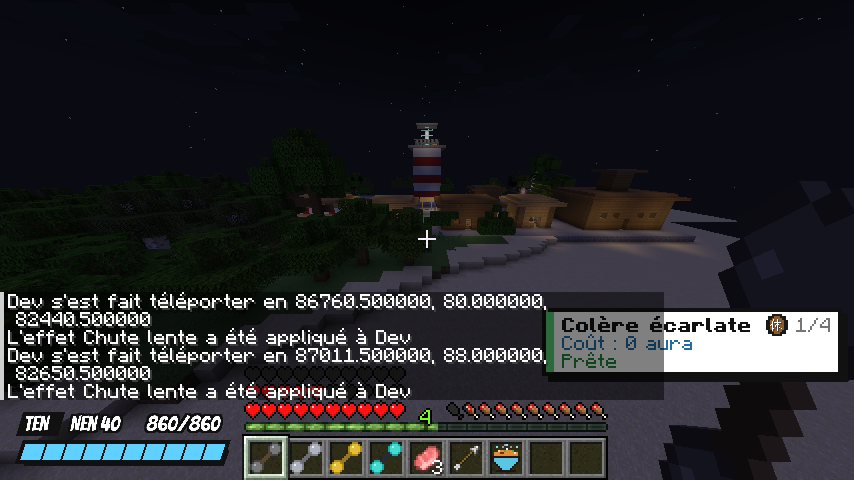 Dev s'est fait téléporter en 86760.500000, 80.000000,
82440.500000
L'effet Chute lente a été appliqué à Dev
Dev s'est fait téléporter en 87011.500000, 88.000000,
82650.500000
L'effet Chute lente a été appliqué à Dev
Colère écarlate 1/4
Coût : 0 aura
Prête
TEN NEN 40 860/860
4
3